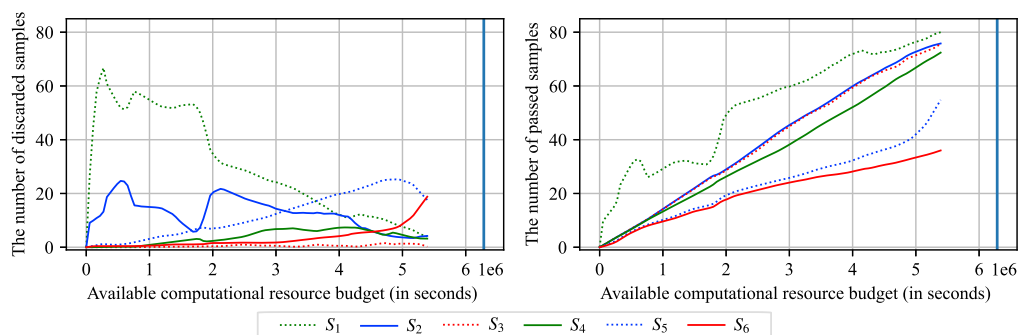 The number of discarded samples
80
60
40
20
0
0 1 2 3 4 5 6 1e6
Available computational resource budget (in seconds)
The number of passed samples
80
60
40
20
0
0 1 2 3 4 5 6 1e6
Available computational resource budget (in seconds)
S1 S2 S3 S4 S5 S6